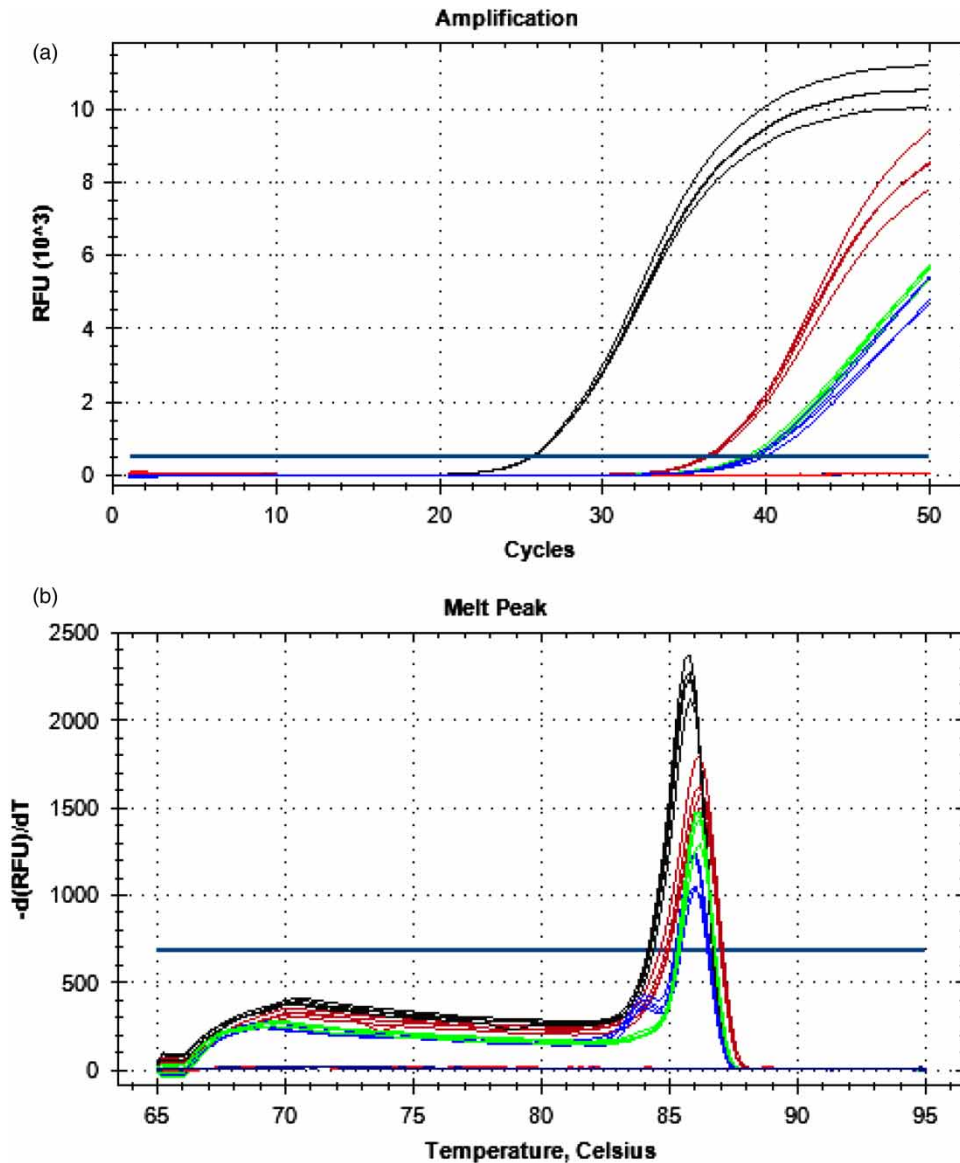 (a)
Amplification
RFU (10^3)
10
8
6
4
2
0
0 10 20 30 40 50
Cycles
(b)
Melt Peak
-d(RFU)/dT
2500
2000
1500
1000
500
0
65 70 75 80 85 90 95
Temperature, Celsius